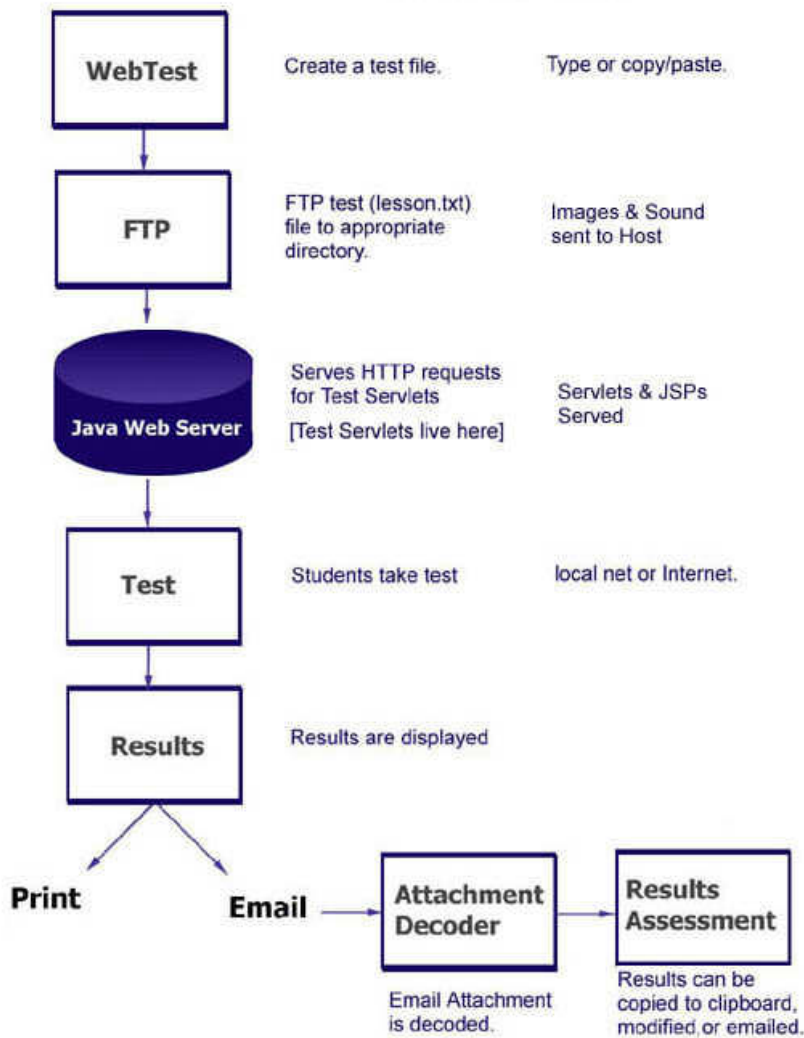 WebTest
Create a test file.
Type or copy/paste.
FTP
FTP test (lesson.txt)
file to appropriate
directory.
Images & Sound
sent to Host
Java Web Server
Serves HTTP requests
for Test Servlets
[Test Servlets live here]
Servlets & JSPs
Served
Test
Students take test
local net or Internet.
Results
Results are displayed
Print
Email
Attachment
Decoder
Email Attachment
is decoded.
Results
Assessment
Results can be
copied to clipboard,
modified,or emailed.